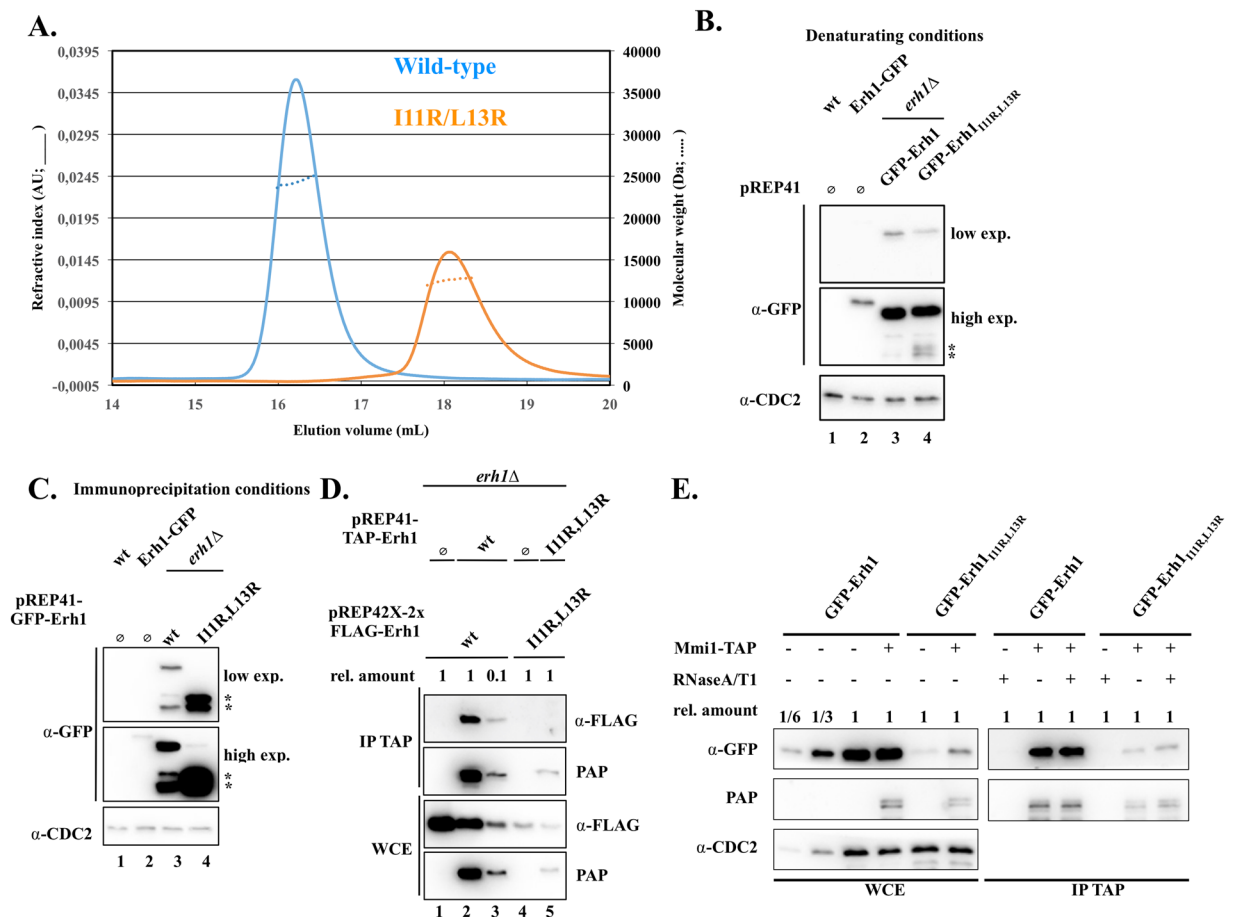 A.
0,0395
0,0345
0,0295
0,0245
0,0195
0,0145
0,0095
0,0045
-0,0005
Refractive index (AU; ____ )
Wild-type
I11R/L13R
40000
35000
30000
25000
20000
15000
10000
5000
0
Molecular weight (Da; ..... )
14 15 16 17 18 19 20
Elution volume (mL)
B.
Denaturating conditions
wt
Erh1-GFP
erh1Δ
GFP-Erh1
GFP-Erh1I11R,L13R
pREP41 ∅ ∅
low exp.
α-GFP
high exp.
*
*
α-CDC2
1 2 3 4
C.
Immunoprecipitation conditions
wt
Erh1-GFP
erh1Δ
pREP41-
GFP-Erh1
∅ ∅ wt I11R,L13R
low exp.
*
*
α-GFP
high exp.
*
*
α-CDC2
1 2 3 4
D.
erh1Δ
pREP41-
TAP-Erh1
∅ wt ∅ I11R,L13R
pREP42X-2x
FLAG-Erh1
wt I11R,L13R
rel. amount 1 1 0.1 1 1
IP TAP
α-FLAG
PAP
WCE
α-FLAG
PAP
1 2 3 4 5
E.
GFP-Erh1
GFP-Erh1I11R,L13R
GFP-Erh1
GFP-Erh1I11R,L13R
Mmi1-TAP - - - + - + - + + - + +
RNaseA/T1 - - - - - - + - + + - +
rel. amount 1/6 1/3 1 1 1 1 1 1 1 1 1 1
α-GFP
PAP
α-CDC2
WCE
IP TAP